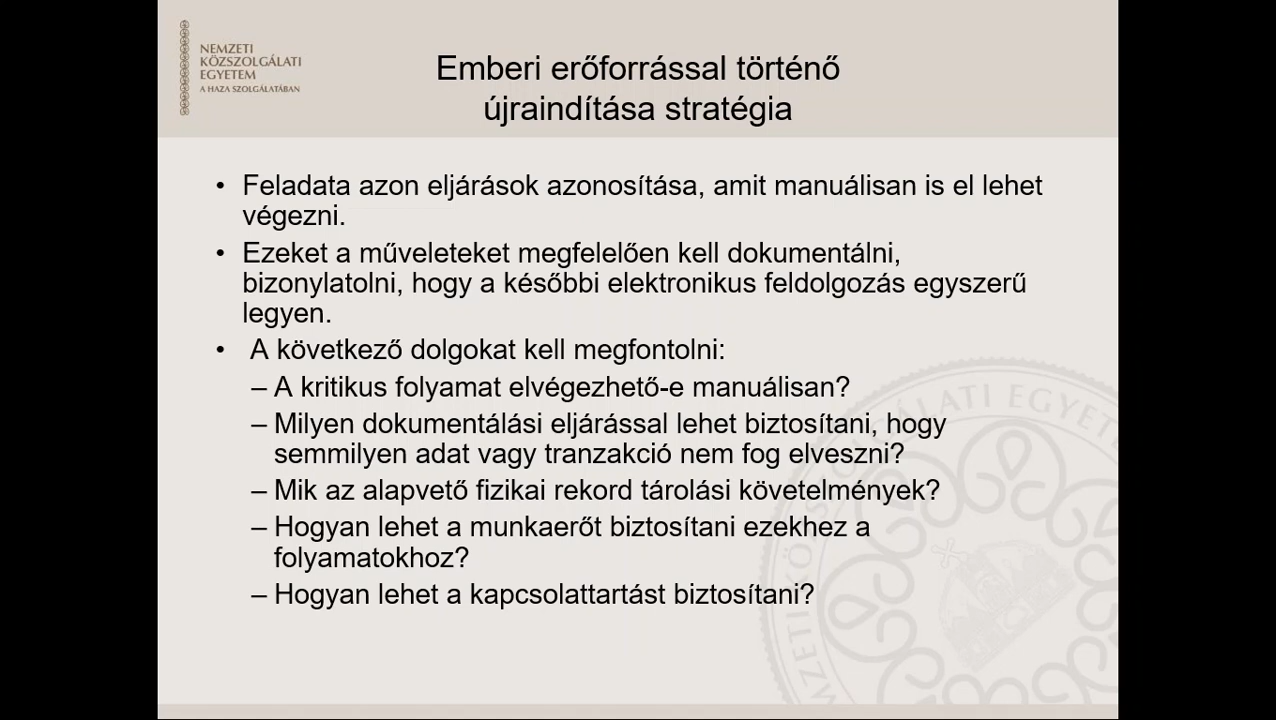 NEMZETI
KÖZSZOLGÁLATI
EGYETEM
A HAZA SZOLGÁLATÁBAN
Emberi erőforrással történő
újraindítása stratégia
• Feladata azon eljárások azonosítása, amit manuálisan is el lehet
végezni.
• Ezeket a műveleteket megfelelően kell dokumentálni,
bizonylatolni, hogy a későbbi elektronikus feldolgozás egyszerű
legyen.
• A következő dolgokat kell megfontolni:
– A kritikus folyamat elvégezhető-e manuálisan?
– Milyen dokumentálási eljárással lehet biztosítani, hogy
semmilyen adat vagy tranzakció nem fog elveszni?
– Mik az alapvető fizikai rekord tárolási követelmények?
– Hogyan lehet a munkaerőt biztosítani ezekhez a
folyamatokhoz?
– Hogyan lehet a kapcsolattartást biztosítani?